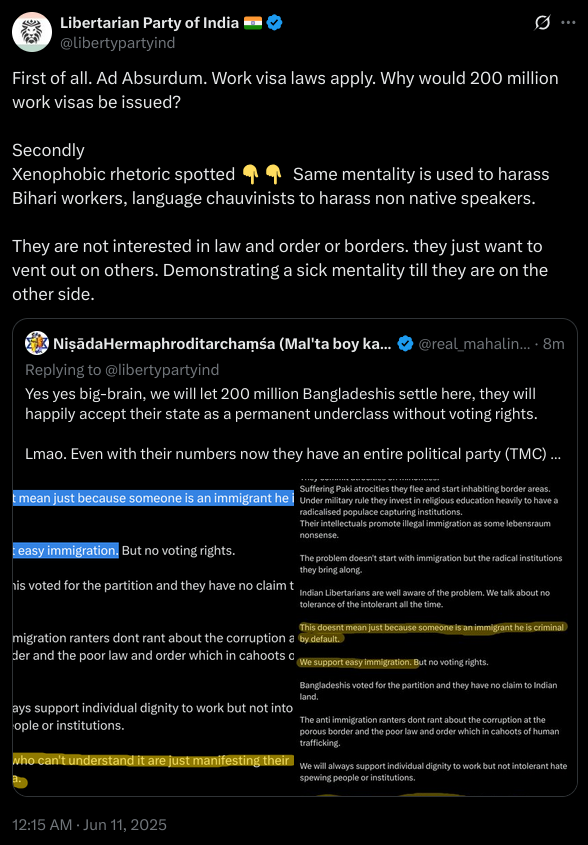 Libertarian Party of India 🇮🇳
@libertypartyind
First of all. Ad Absurdum. Work visa laws apply. Why would 200 million
work visas be issued?
Secondly
Xenophobic rhetoric spotted 👇👇 Same mentality is used to harass
Bihari workers, language chauvinists to harass non native speakers.
They are not interested in law and order or borders. they just want to
vent out on others. Demonstrating a sick mentality till they are on the
other side.
NiṣādaHermaphroditarchaṃśa (Mal'ta boy ka... @real_mahalin... · 8m
Replying to @libertypartyind
Yes yes big-brain, we will let 200 million Bangladeshis settle here, they will
happily accept their state as a permanent underclass without voting rights.
Lmao. Even with their numbers now they have an entire political party (TMC) ...
t mean just because someone is an immigrant he i
t easy immigration. But no voting rights.
his voted for the partition and they have no claim t
migration ranters dont rant about the corruption a
der and the poor law and order which in cahoots o
ays support individual dignity to work but not into
ople or institutions.
who can't understand it are just manifesting their
a.
They commit atrocities on minorities.
Suffering Paki atrocities they flee and start inhabiting border areas.
Under military rule they invest in religious education heavily to have a
radicalised populace capturing institutions.
Their intellectuals promote illegal immigration as some lebensraum
nonsense.
The problem doesn't start with immigration but the radical institutions
they bring along.
Indian Libertarians are well aware of the problem. We talk about no
tolerance of the intolerant all the time.
This doesnt mean just because someone is an immigrant he is criminal
by default.
We support easy immigration. But no voting rights.
Bangladeshis voted for the partition and they have no claim to Indian
land.
The anti immigration ranters dont rant about the corruption at the
porous border and the poor law and order which in cahoots of human
trafficking.
We will always support individual dignity to work but not intolerant hate
spewing people or institutions.
12:15 AM · Jun 11, 2025